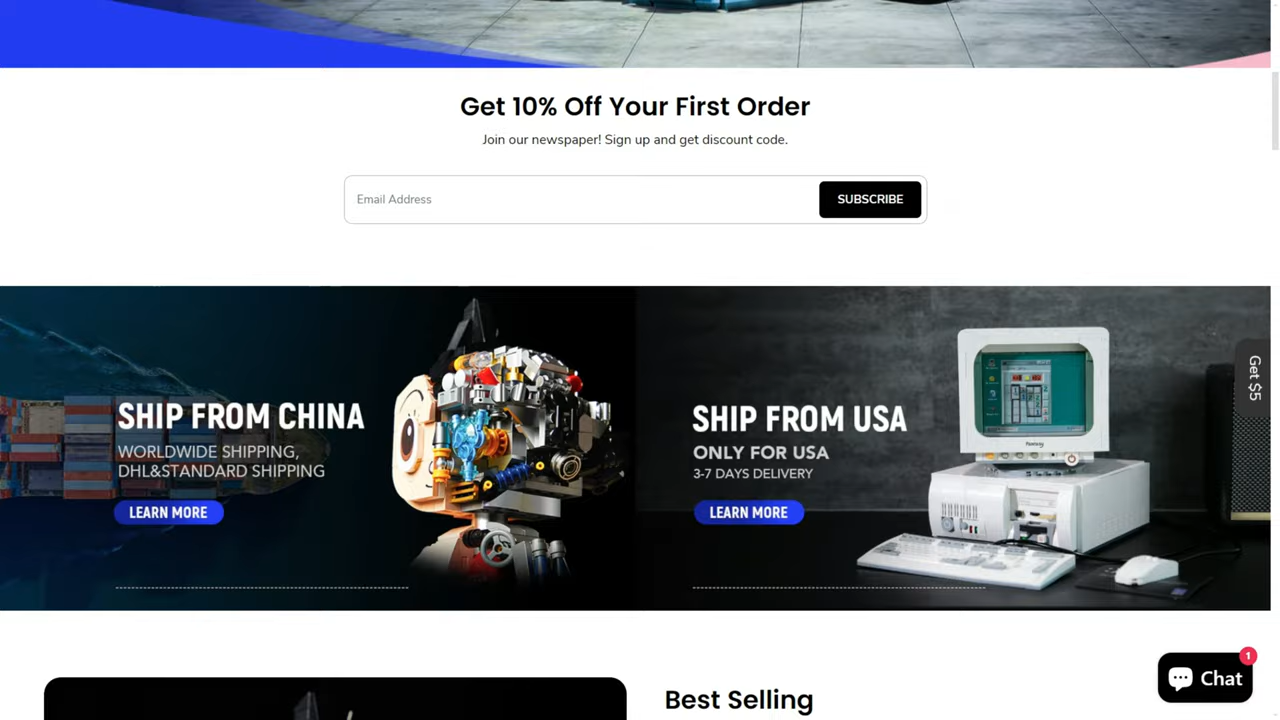 Get 10% Off Your First Order
Join our newspaper! Sign up and get discount code.
Email Address
SUBSCRIBE
SHIP FROM CHINA
WORLDWIDE SHIPPING,
DHL&STANDARD SHIPPING
LEARN MORE
SHIP FROM USA
ONLY FOR USA
3-7 DAYS DELIVERY
LEARN MORE
Get $5
Best Selling
1
Chat